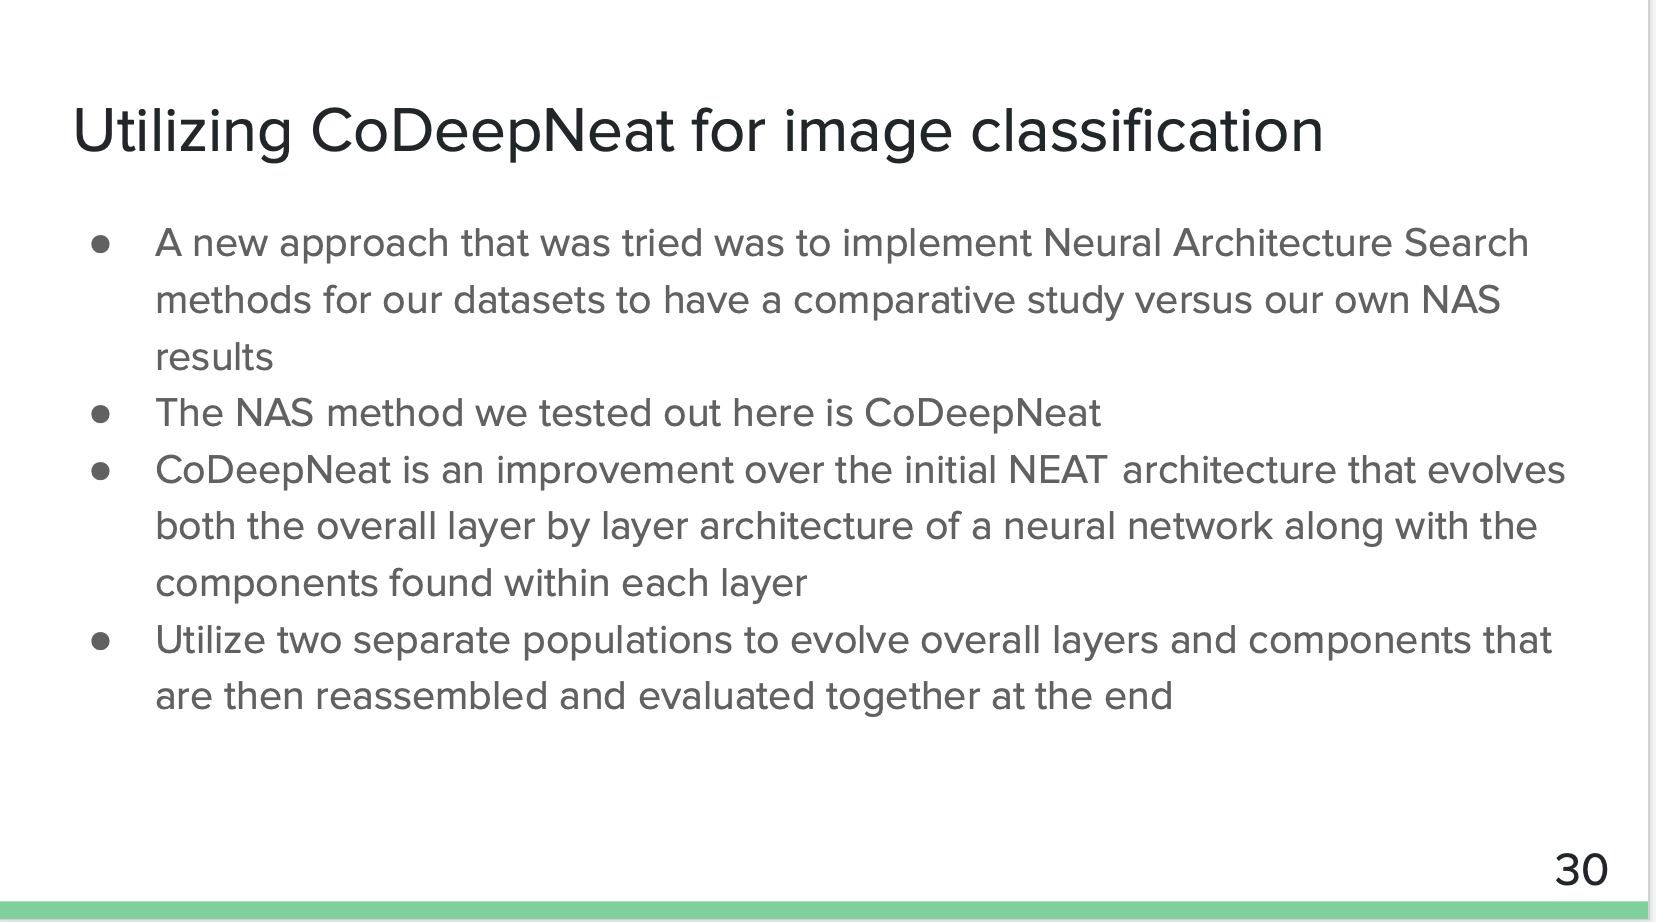 Utilizing CoDeepNeat for image classification
● A new approach that was tried was to implement Neural Architecture Search
methods for our datasets to have a comparative study versus our own NAS
results
● The NAS method we tested out here is CoDeepNeat
● CoDeepNeat is an improvement over the initial NEAT architecture that evolves
both the overall layer by layer architecture of a neural network along with the
components found within each layer
● Utilize two separate populations to evolve overall layers and components that
are then reassembled and evaluated together at the end
30